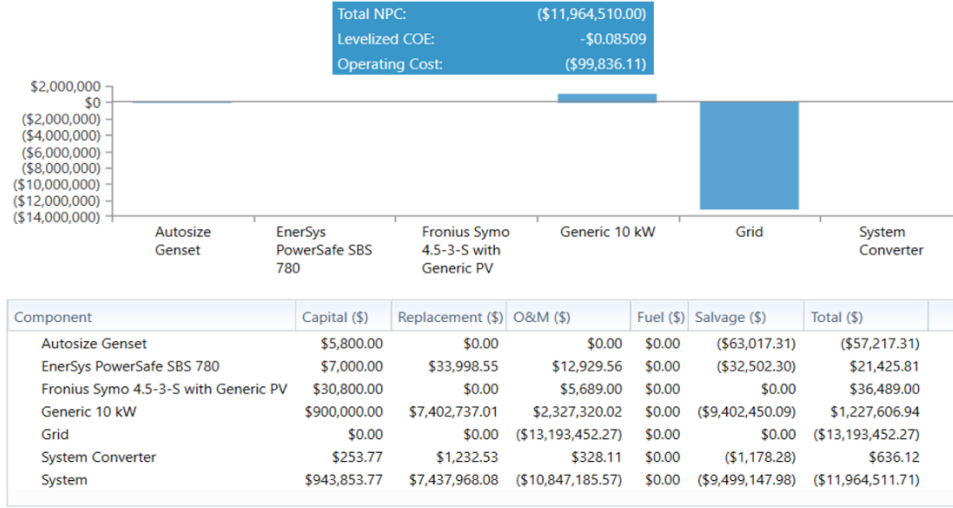 Total NPC: ($11,964,510.00)
Levelized COE: -$0.08509
Operating Cost: ($99,836.11)
$2,000,000
$0
($2,000,000)
($4,000,000)
($6,000,000)
($8,000,000)
($10,000,000)
($12,000,000)
($14,000,000)
Autosize Genset
EnerSys PowerSafe SBS 780
Fronius Symo 4.5-3-S with Generic PV
Generic 10 kW
Grid
System Converter
Component Capital ($) Replacement ($) O&M ($) Fuel ($) Salvage ($) Total ($)
Autosize Genset $5,800.00 $0.00 $0.00 $0.00 ($63,017.31) ($57,217.31)
EnerSys PowerSafe SBS 780 $7,000.00 $33,998.55 $12,929.56 $0.00 ($32,502.30) $21,425.81
Fronius Symo 4.5-3-S with Generic PV $30,800.00 $0.00 $5,689.00 $0.00 $0.00 $36,489.00
Generic 10 kW $900,000.00 $7,402,737.01 $2,327,320.02 $0.00 ($9,402,450.09) $1,227,606.94
Grid $0.00 $0.00 ($13,193,452.27) $0.00 $0.00 ($13,193,452.27)
System Converter $253.77 $1,232.53 $328.11 $0.00 ($1,178.28) $636.12
System $943,853.77 $7,437,968.08 ($10,847,185.57) $0.00 ($9,499,147.98) ($11,964,511.71)